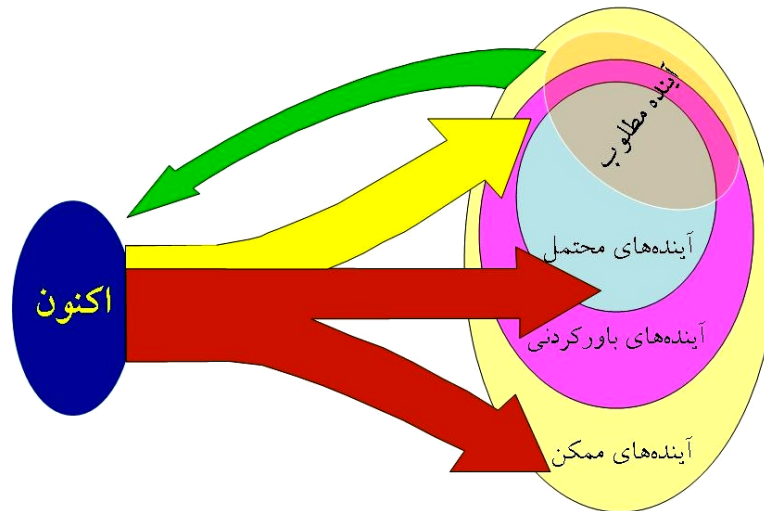 آینده مطلوب
اکنون
آینده‌های محتمل
آینده‌های باورکردنی
آینده‌های ممکن